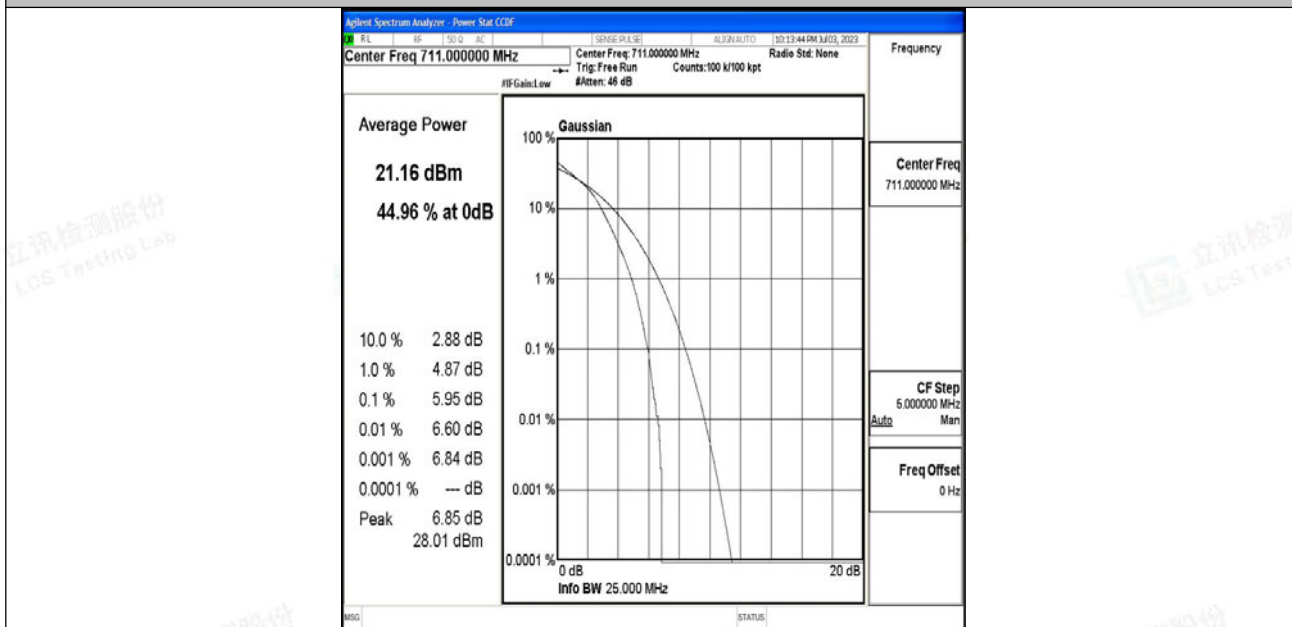 Agilent Spectrum Analyzer - Power Stat CCDF
RL RF 50 Ω AC SENSE:PULSE ALIGN AUTO 10:13:44 PM Jul 03, 2023
Center Freq 711.000000 MHz
Center Freq: 711.000000 MHz Radio Std: None
Trig: Free Run Counts:100 k/100 kpt
#IFGain:Low #Atten: 46 dB
Frequency
Average Power
21.16 dBm
44.96 % at 0dB
10.0 % 2.88 dB
1.0 % 4.87 dB
0.1 % 5.95 dB
0.01 % 6.60 dB
0.001 % 6.84 dB
0.0001 % --- dB
Peak 6.85 dB
28.01 dBm
Gaussian
100 %
10 %
1 %
0.1 %
0.01 %
0.001 %
0.0001 %
0 dB 20 dB
Info BW 25.000 MHz
Center Freq
711.000000 MHz
CF Step
5.000000 MHz
Auto Man
Freq Offset
0 Hz
MSG STATUS
立讯检测股份
LCS Testing Lab
立讯检测
LCS Test